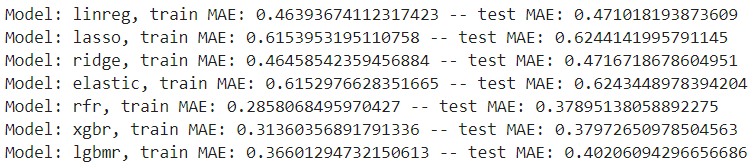 Model: linreg, train MAE: 0.46393674112317423 -- test MAE: 0.471018193873609
Model: lasso, train MAE: 0.6153953195110758 -- test MAE: 0.6244141995791145
Model: ridge, train MAE: 0.46458542359456884 -- test MAE: 0.4716718678604951
Model: elastic, train MAE: 0.6152976628351665 -- test MAE: 0.6243448978394204
Model: rfr, train MAE: 0.2858068495970427 -- test MAE: 0.37895138058892275
Model: xgbr, train MAE: 0.31360356891791336 -- test MAE: 0.37972650978504563
Model: lgbmr, train MAE: 0.36601294732150613 -- test MAE: 0.40206094296656686